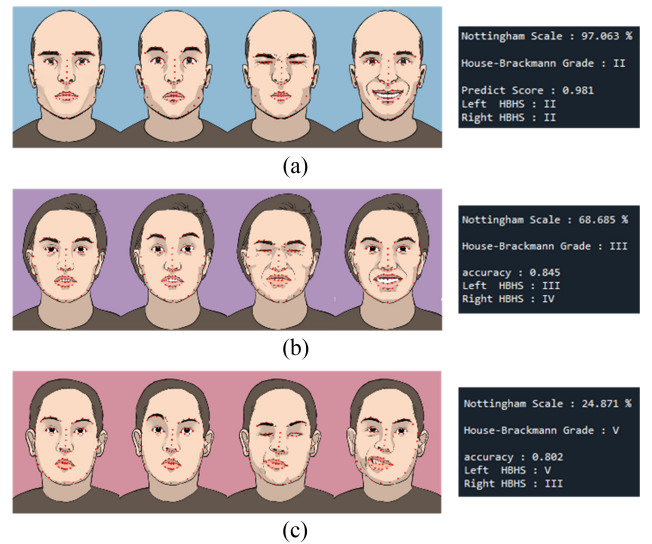 Nottingham Scale : 97.063 %
House-Brackmann Grade : II
Predict Score : 0.981
Left  HBHS : II
Right HBHS : II
(a)
Nottingham Scale : 68.685 %
House-Brackmann Grade : III
accuracy : 0.845
Left  HBHS : III
Right HBHS : IV
(b)
Nottingham Scale : 24.871 %
House-Brackmann Grade : V
accuracy : 0.802
Left  HBHS : V
Right HBHS : III
(c)